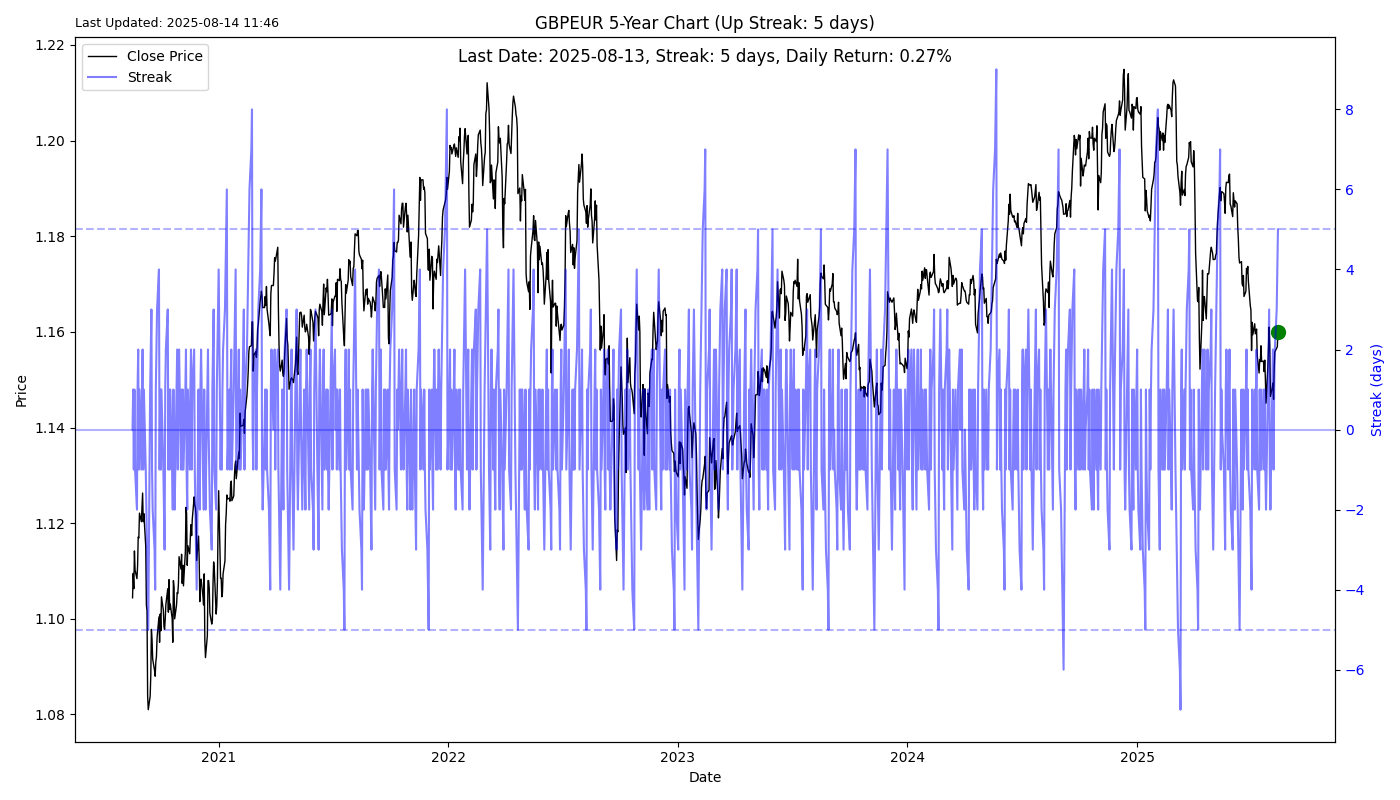 Last Updated: 2025-08-14 11:46
GBPEUR 5-Year Chart (Up Streak: 5 days)
Last Date: 2025-08-13, Streak: 5 days, Daily Return: 0.27%
Close Price
Streak
1.22
1.20
1.18
1.16
1.14
1.12
1.10
1.08
Price
8
6
4
2
0
−2
−4
−6
Streak (days)
2021
2022
2023
2024
2025
Date